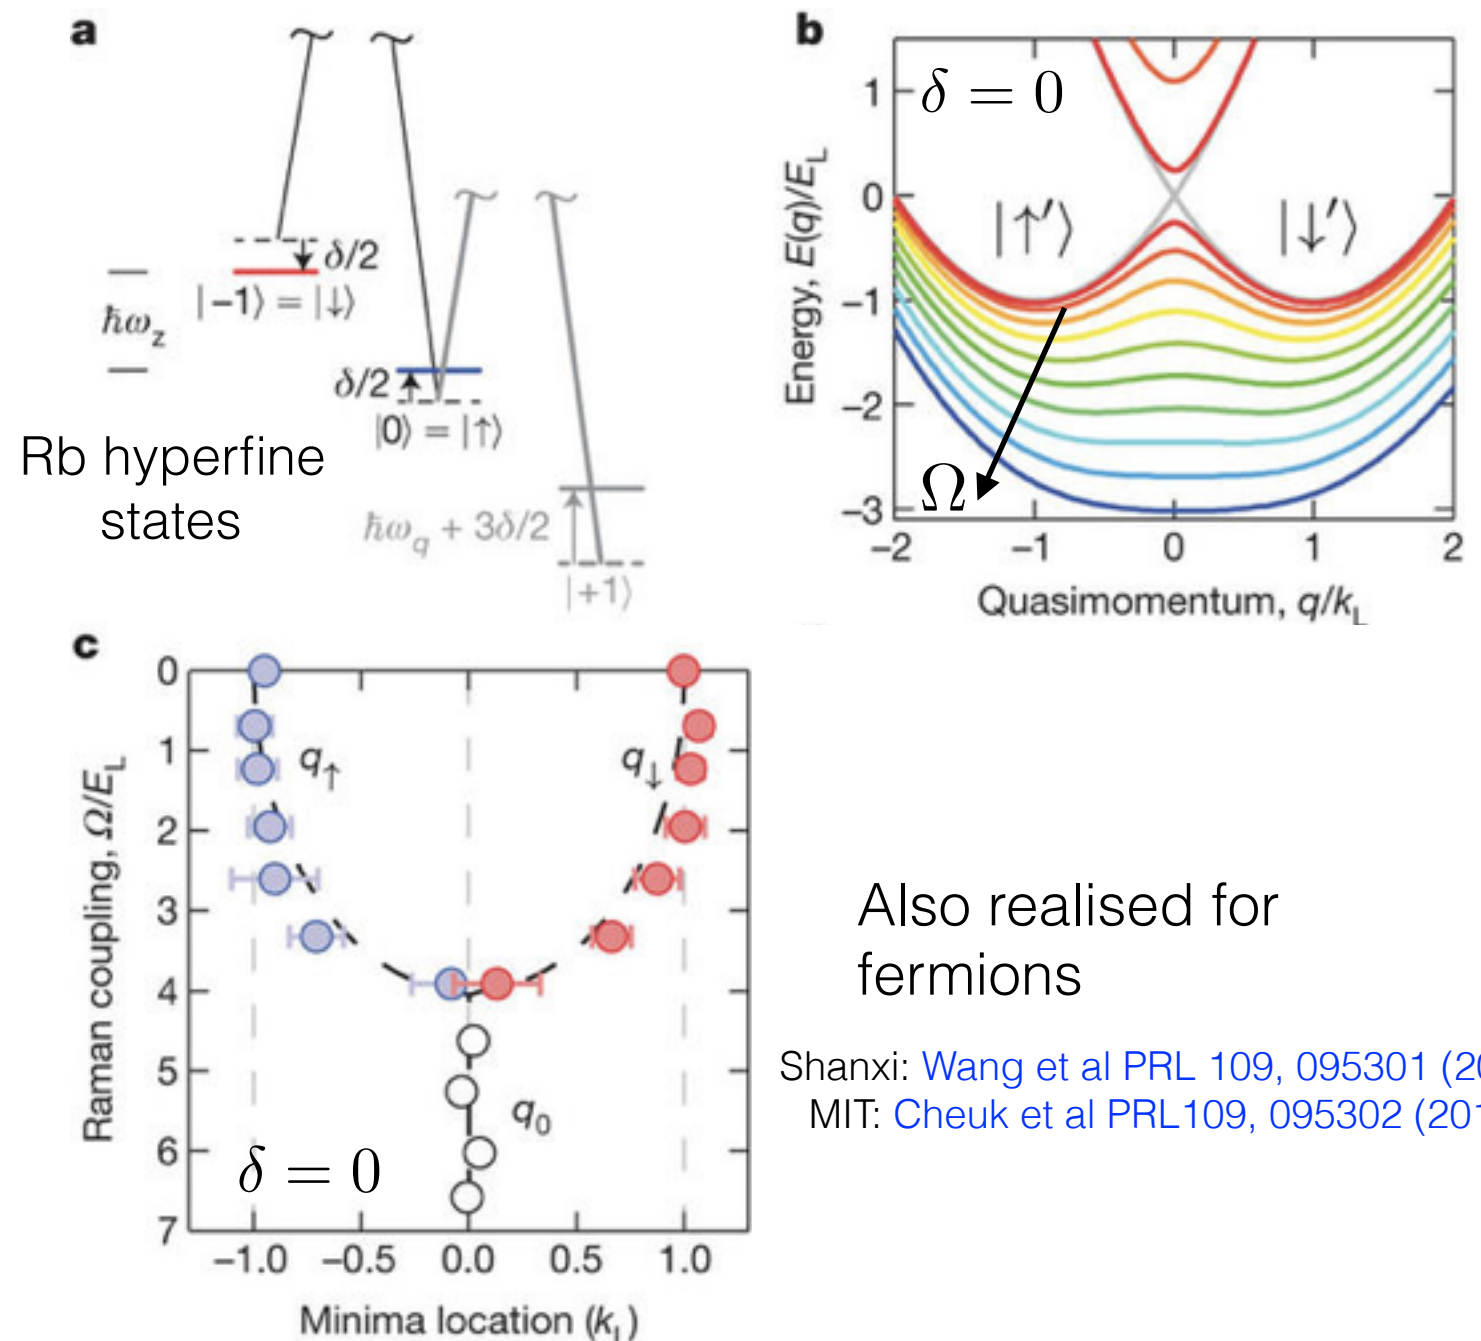 a
δ/2
|−1⟩ = |↓⟩
ħω_z
δ/2
|0⟩ = |↑⟩
ħω_q + 3δ/2
|+1⟩
Rb hyperfine
states
b
δ = 0
|↑′⟩
|↓′⟩
Ω
Energy, E(q)/E_L
1
0
−1
−2
−3
−2
−1
0
1
2
Quasimomentum, q/k_L
c
Raman coupling, Ω/E_L
0
1
2
3
4
5
6
7
q_↑
q_↓
q_0
δ = 0
−1.0
−0.5
0.0
0.5
1.0
Minima location (k_L)
Also realised for
fermions
Shanxi: Wang et al PRL 109, 095301
MIT: Cheuk et al PRL109, 095302